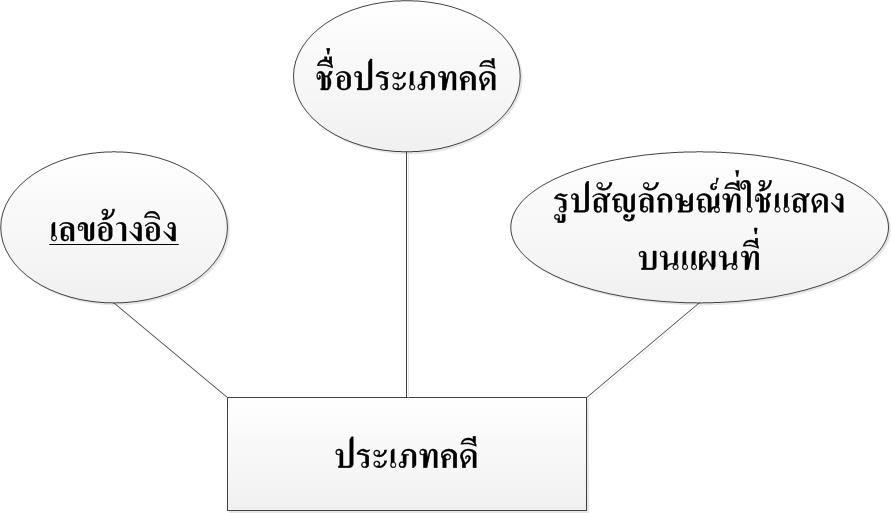 ชื่อประเภทคดี
เลขอ้างอิง
รูปสัญลักษณ์ที่ใช้แสดง
บนแผนที่
ประเภทคดี